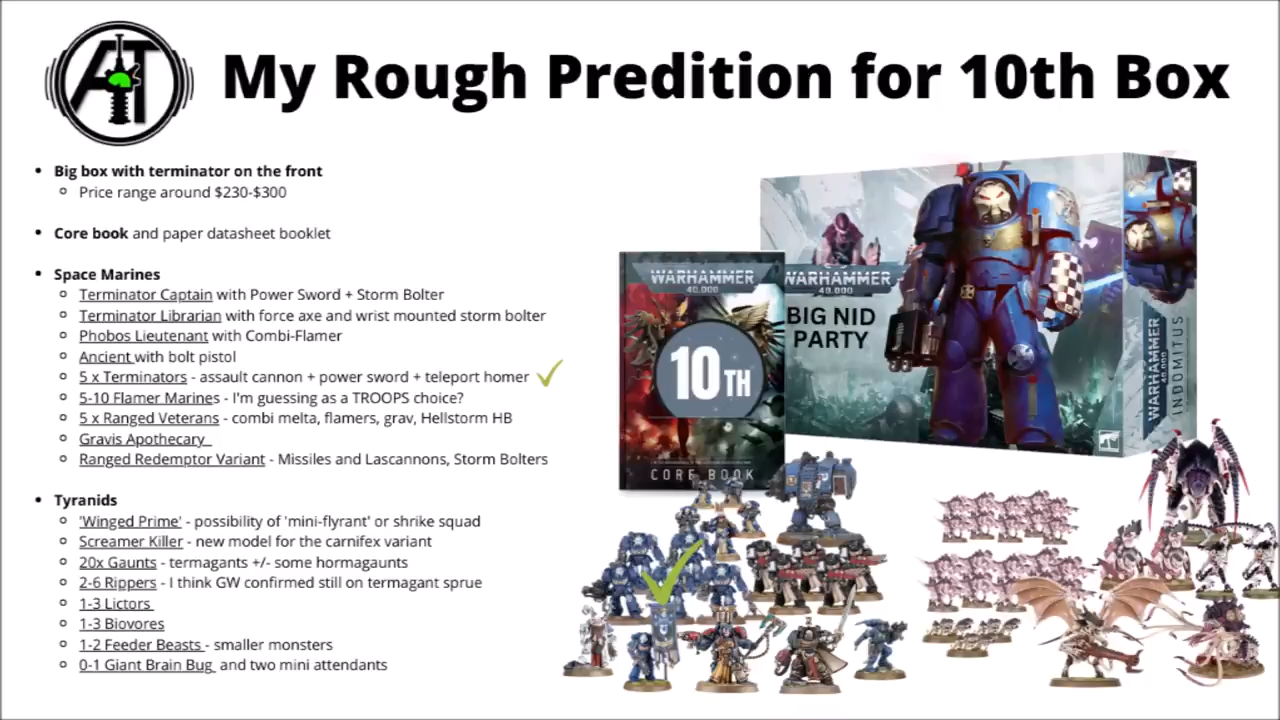 AT
My Rough Predition for 10th Box
Big box with terminator on the front
Price range around $230-$300
Core book and paper datasheet booklet
Space Marines
Terminator Captain with Power Sword + Storm Bolter
Terminator Librarian with force axe and wrist mounted storm bolter
Phobos Lieutenant with Combi-Flamer
Ancient with bolt pistol
5 x Terminators - assault cannon + power sword + teleport homer
5-10 Flamer Marines - I'm guessing as a TROOPS choice?
5 x Ranged Veterans - combi melta, flamers, grav, Hellstorm HB
Gravis Apothecary
Ranged Redemptor Variant - Missiles and Lascannons, Storm Bolters
Tyranids
'Winged Prime' - possibility of 'mini-flyrant' or shrike squad
Screamer Killer - new model for the carnifex variant
20x Gaunts - termagants +/- some hormagaunts
2-6 Rippers - I think GW confirmed still on termagant sprue
1-3 Lictors
1-3 Biovores
1-2 Feeder Beasts - smaller monsters
0-1 Giant Brain Bug and two mini attendants
WARHAMMER
40,000
10TH
CORE BOOK
WARHAMMER
40,000
BIG NID
PARTY
WARHAMMER
40,000
INDOMITUS